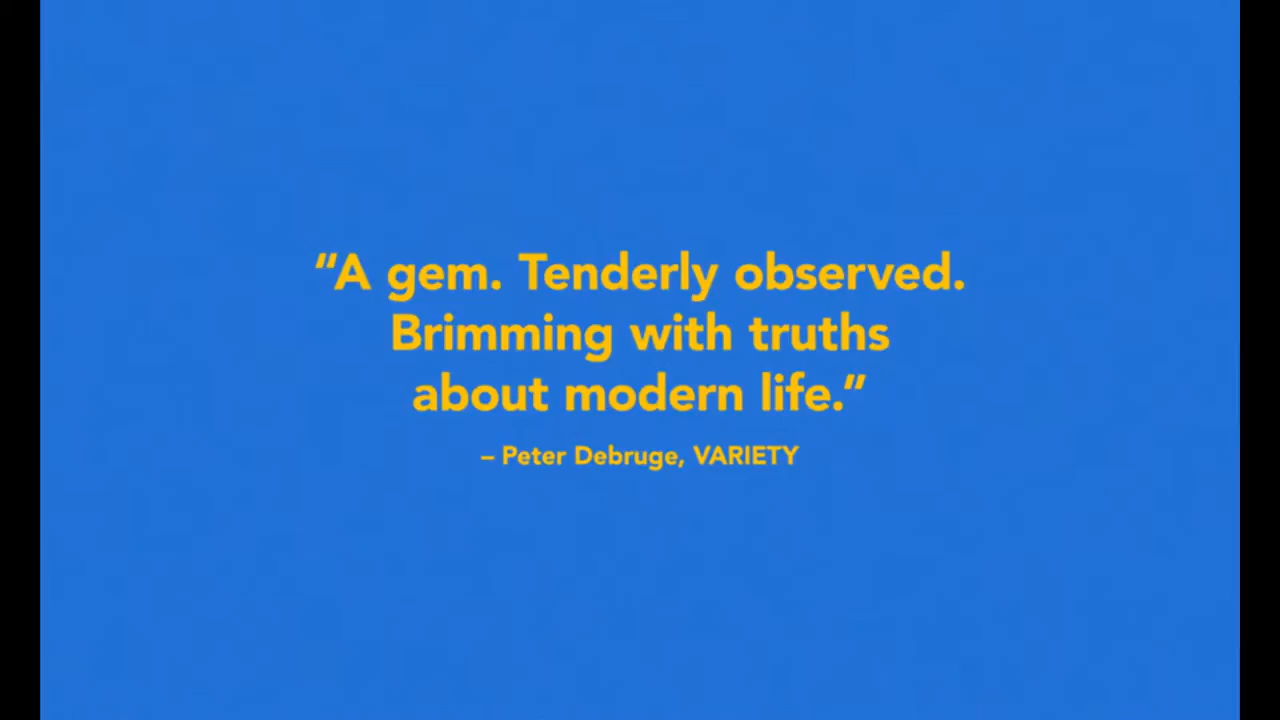 “A gem. Tenderly observed.
Brimming with truths
about modern life.”
– Peter Debruge, VARIETY